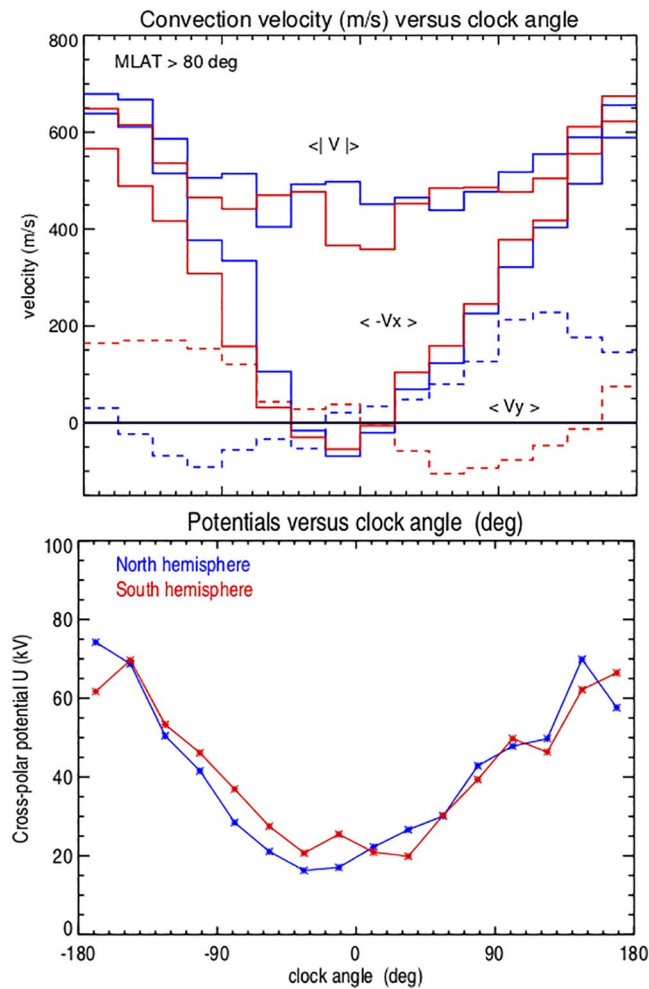 Convection velocity (m/s) versus clock angle
800
MLAT > 80 deg
600
<| V |>
400
velocity (m/s)
< -Vx >
200
< Vy >
0
Potentials versus clock angle (deg)
100
North hemisphere
South hemisphere
80
60
Cross-polar potential U (kV)
40
20
0
-180 -90 0 90 180
clock angle (deg)